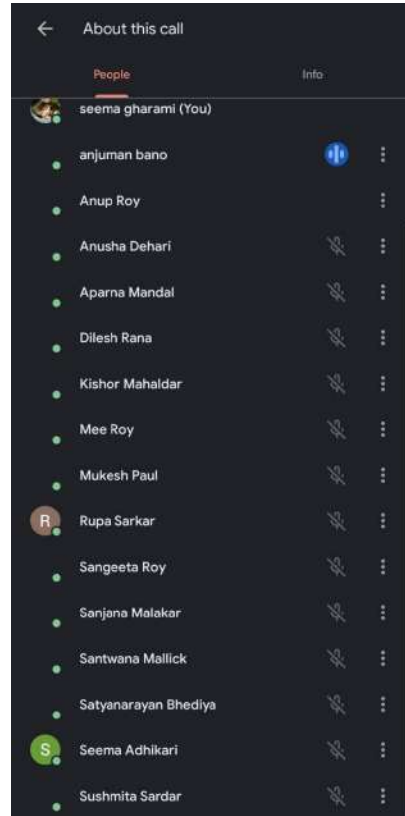 About this call
People Info
seema gharami (You)
anjuman bano
Anup Roy
Anusha Dehari
Aparna Mandal
Dilesh Rana
Kishor Mahaldar
Mee Roy
Mukesh Paul
R Rupa Sarkar
Sangeeta Roy
Sanjana Malakar
Santwana Mallick
Satyanarayan Bhediya
S Seema Adhikari
Sushmita Sardar